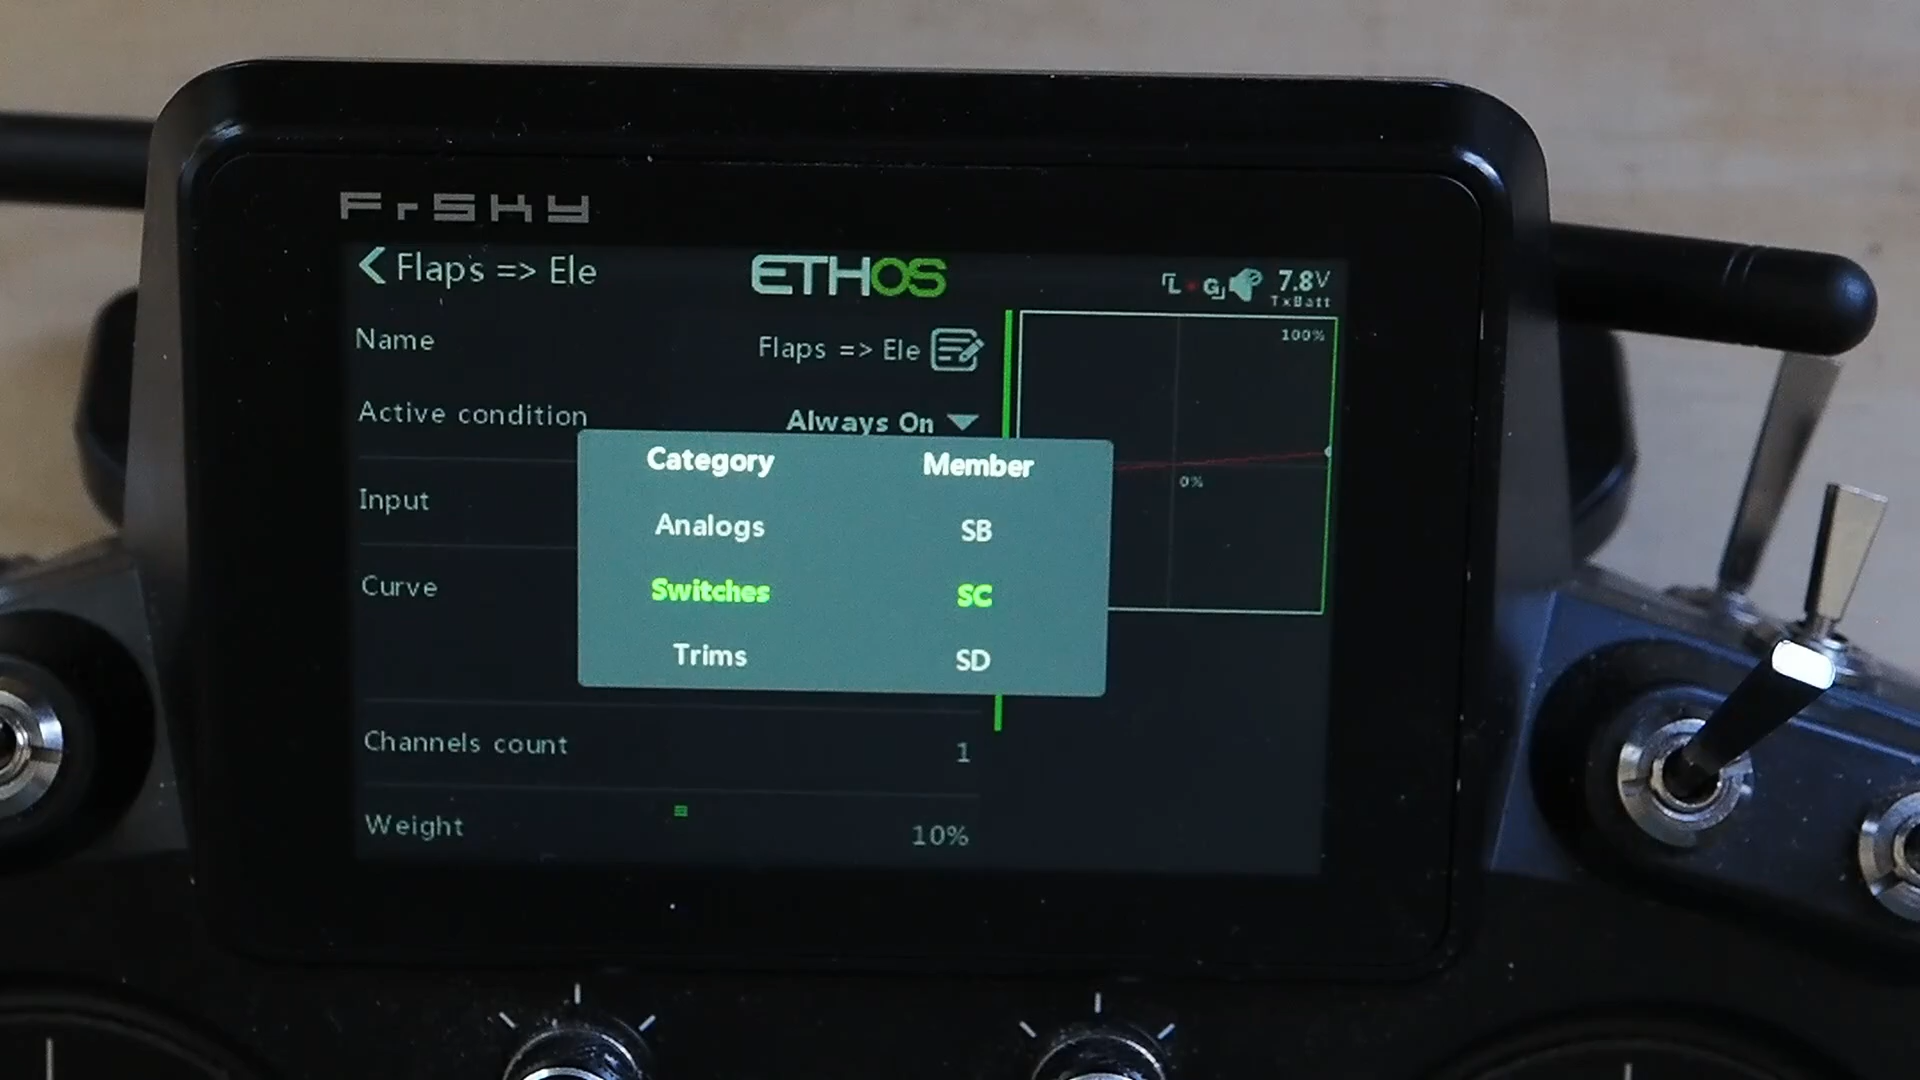 FrSKY
Flaps => Ele
ETHOS
L G
7.8V
TxBatt
Name
Flaps => Ele
100%
Active condition
Always On
Category
Member
0%
Input
Analogs
SB
Curve
Switches
SC
Trims
SD
Channels count
1
Weight
10%